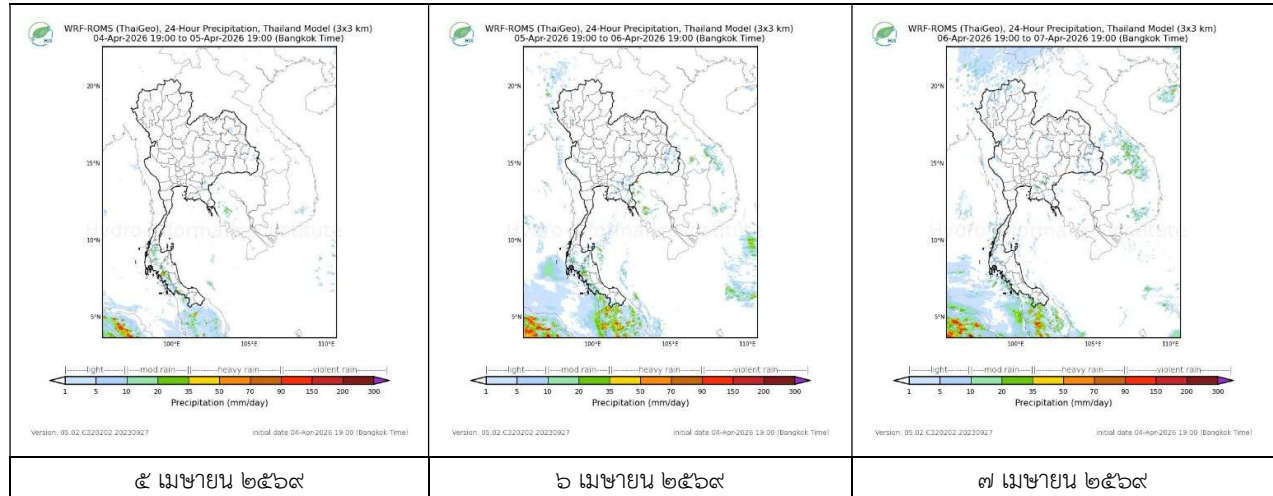 WRF-ROMS (ThaiGeo), 24-Hour Precipitation, Thailand Model (3x3 km)
04-Apr-2026 19:00 to 05-Apr-2026 19:00 (Bangkok Time)
HII
20°N
15°N
10°N
5°N
100°E 105°E 110°E
Hydro-Informatics Institute
light mod.rain heavy rain violent rain
1 5 10 20 35 50 70 90 150 200 300
Precipitation (mm/day)
Version: 05.02.C320202.20230927 initial date 04-Apr-2026 19:00 (Bangkok Time)
๕ เมษายน ๒๕๖๙
WRF-ROMS (ThaiGeo), 24-Hour Precipitation, Thailand Model (3x3 km)
05-Apr-2026 19:00 to 06-Apr-2026 19:00 (Bangkok Time)
HII
20°N
15°N
10°N
5°N
100°E 105°E 110°E
Hydro-Informatics Institute
light mod.rain heavy rain violent rain
1 5 10 20 35 50 70 90 150 200 300
Precipitation (mm/day)
Version: 05.02.C320202.20230927 initial date 04-Apr-2026 19:00 (Bangkok Time)
๖ เมษายน ๒๕๖๙
WRF-ROMS (ThaiGeo), 24-Hour Precipitation, Thailand Model (3x3 km)
06-Apr-2026 19:00 to 07-Apr-2026 19:00 (Bangkok Time)
HII
20°N
15°N
10°N
5°N
100°E 105°E 110°E
Hydro-Informatics Institute
light mod.rain heavy rain violent rain
1 5 10 20 35 50 70 90 150 200 300
Precipitation (mm/day)
Version: 05.02.C320202.20230927 initial date 04-Apr-2026 19:00 (Bangkok Time)
๗ เมษายน ๒๕๖๙